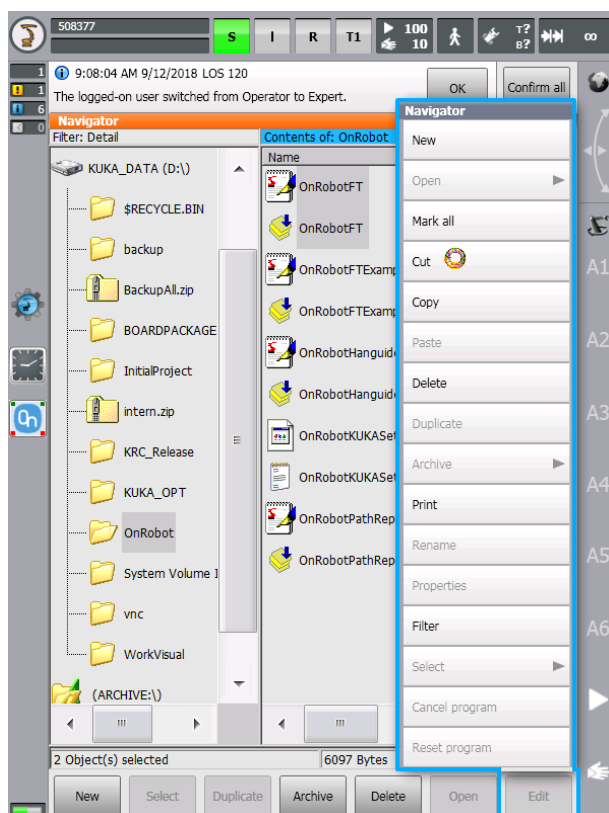 508377
S
I
R
T1
100
10
T?
B?
∞
1
1
6
0
9:08:04 AM 9/12/2018 LOS 120
The logged-on user switched from Operator to Expert.
OK
Confirm all
Navigator
Filter: Detail
KUKA_DATA (D:\)
$RECYCLE.BIN
backup
BackupAll.zip
BOARDPACKAGE
InitialProject
intern.zip
KRC_Release
KUKA_OPT
OnRobot
System Volume I
vnc
WorkVisual
(ARCHIVE:\)
Contents of: OnRobot
Name
OnRobotFT
OnRobotFT
OnRobotFTExamp
OnRobotFTExamp
OnRobotHanguid
OnRobotHanguid
OnRobotKUKASet
OnRobotKUKASet
OnRobotPathRep
OnRobotPathRep
Navigator
New
Open
Mark all
Cut
Copy
Paste
Delete
Duplicate
Archive
Print
Rename
Properties
Filter
Select
Cancel program
Reset program
A1
A2
A3
A4
A5
A6
On
2 Object(s) selected
6097 Bytes
New
Select
Duplicate
Archive
Delete
Open
Edit